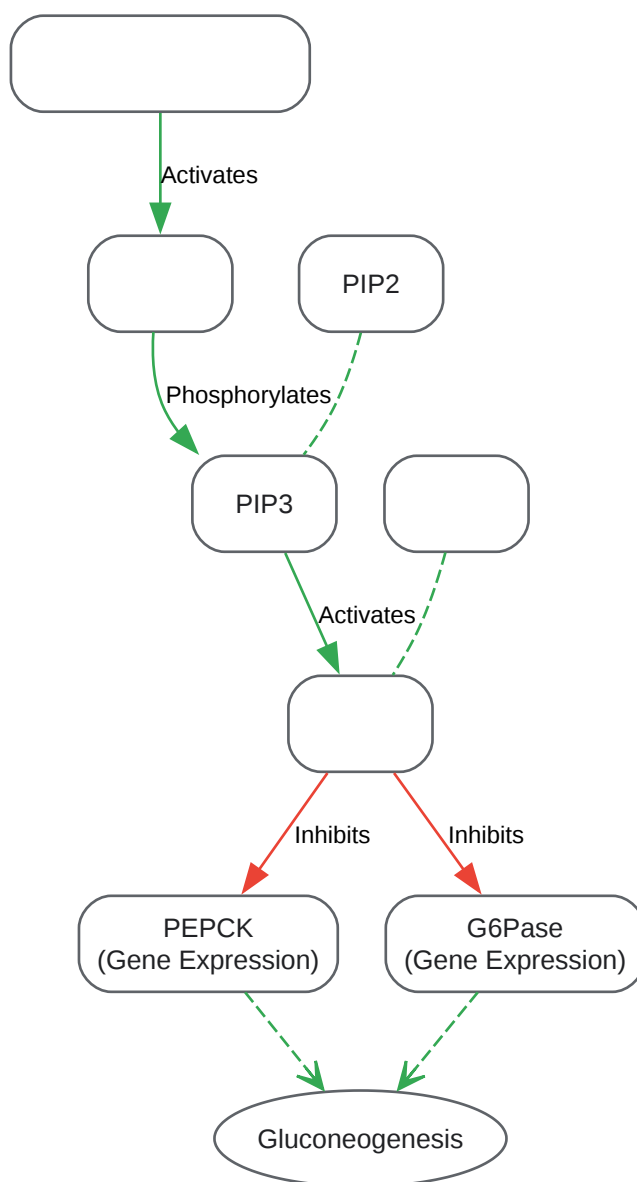 Activates
PIP2
Phosphorylates
PIP3
Activates
Inhibits
Inhibits
PEPCK
(Gene Expression)
G6Pase
(Gene Expression)
Gluconeogenesis